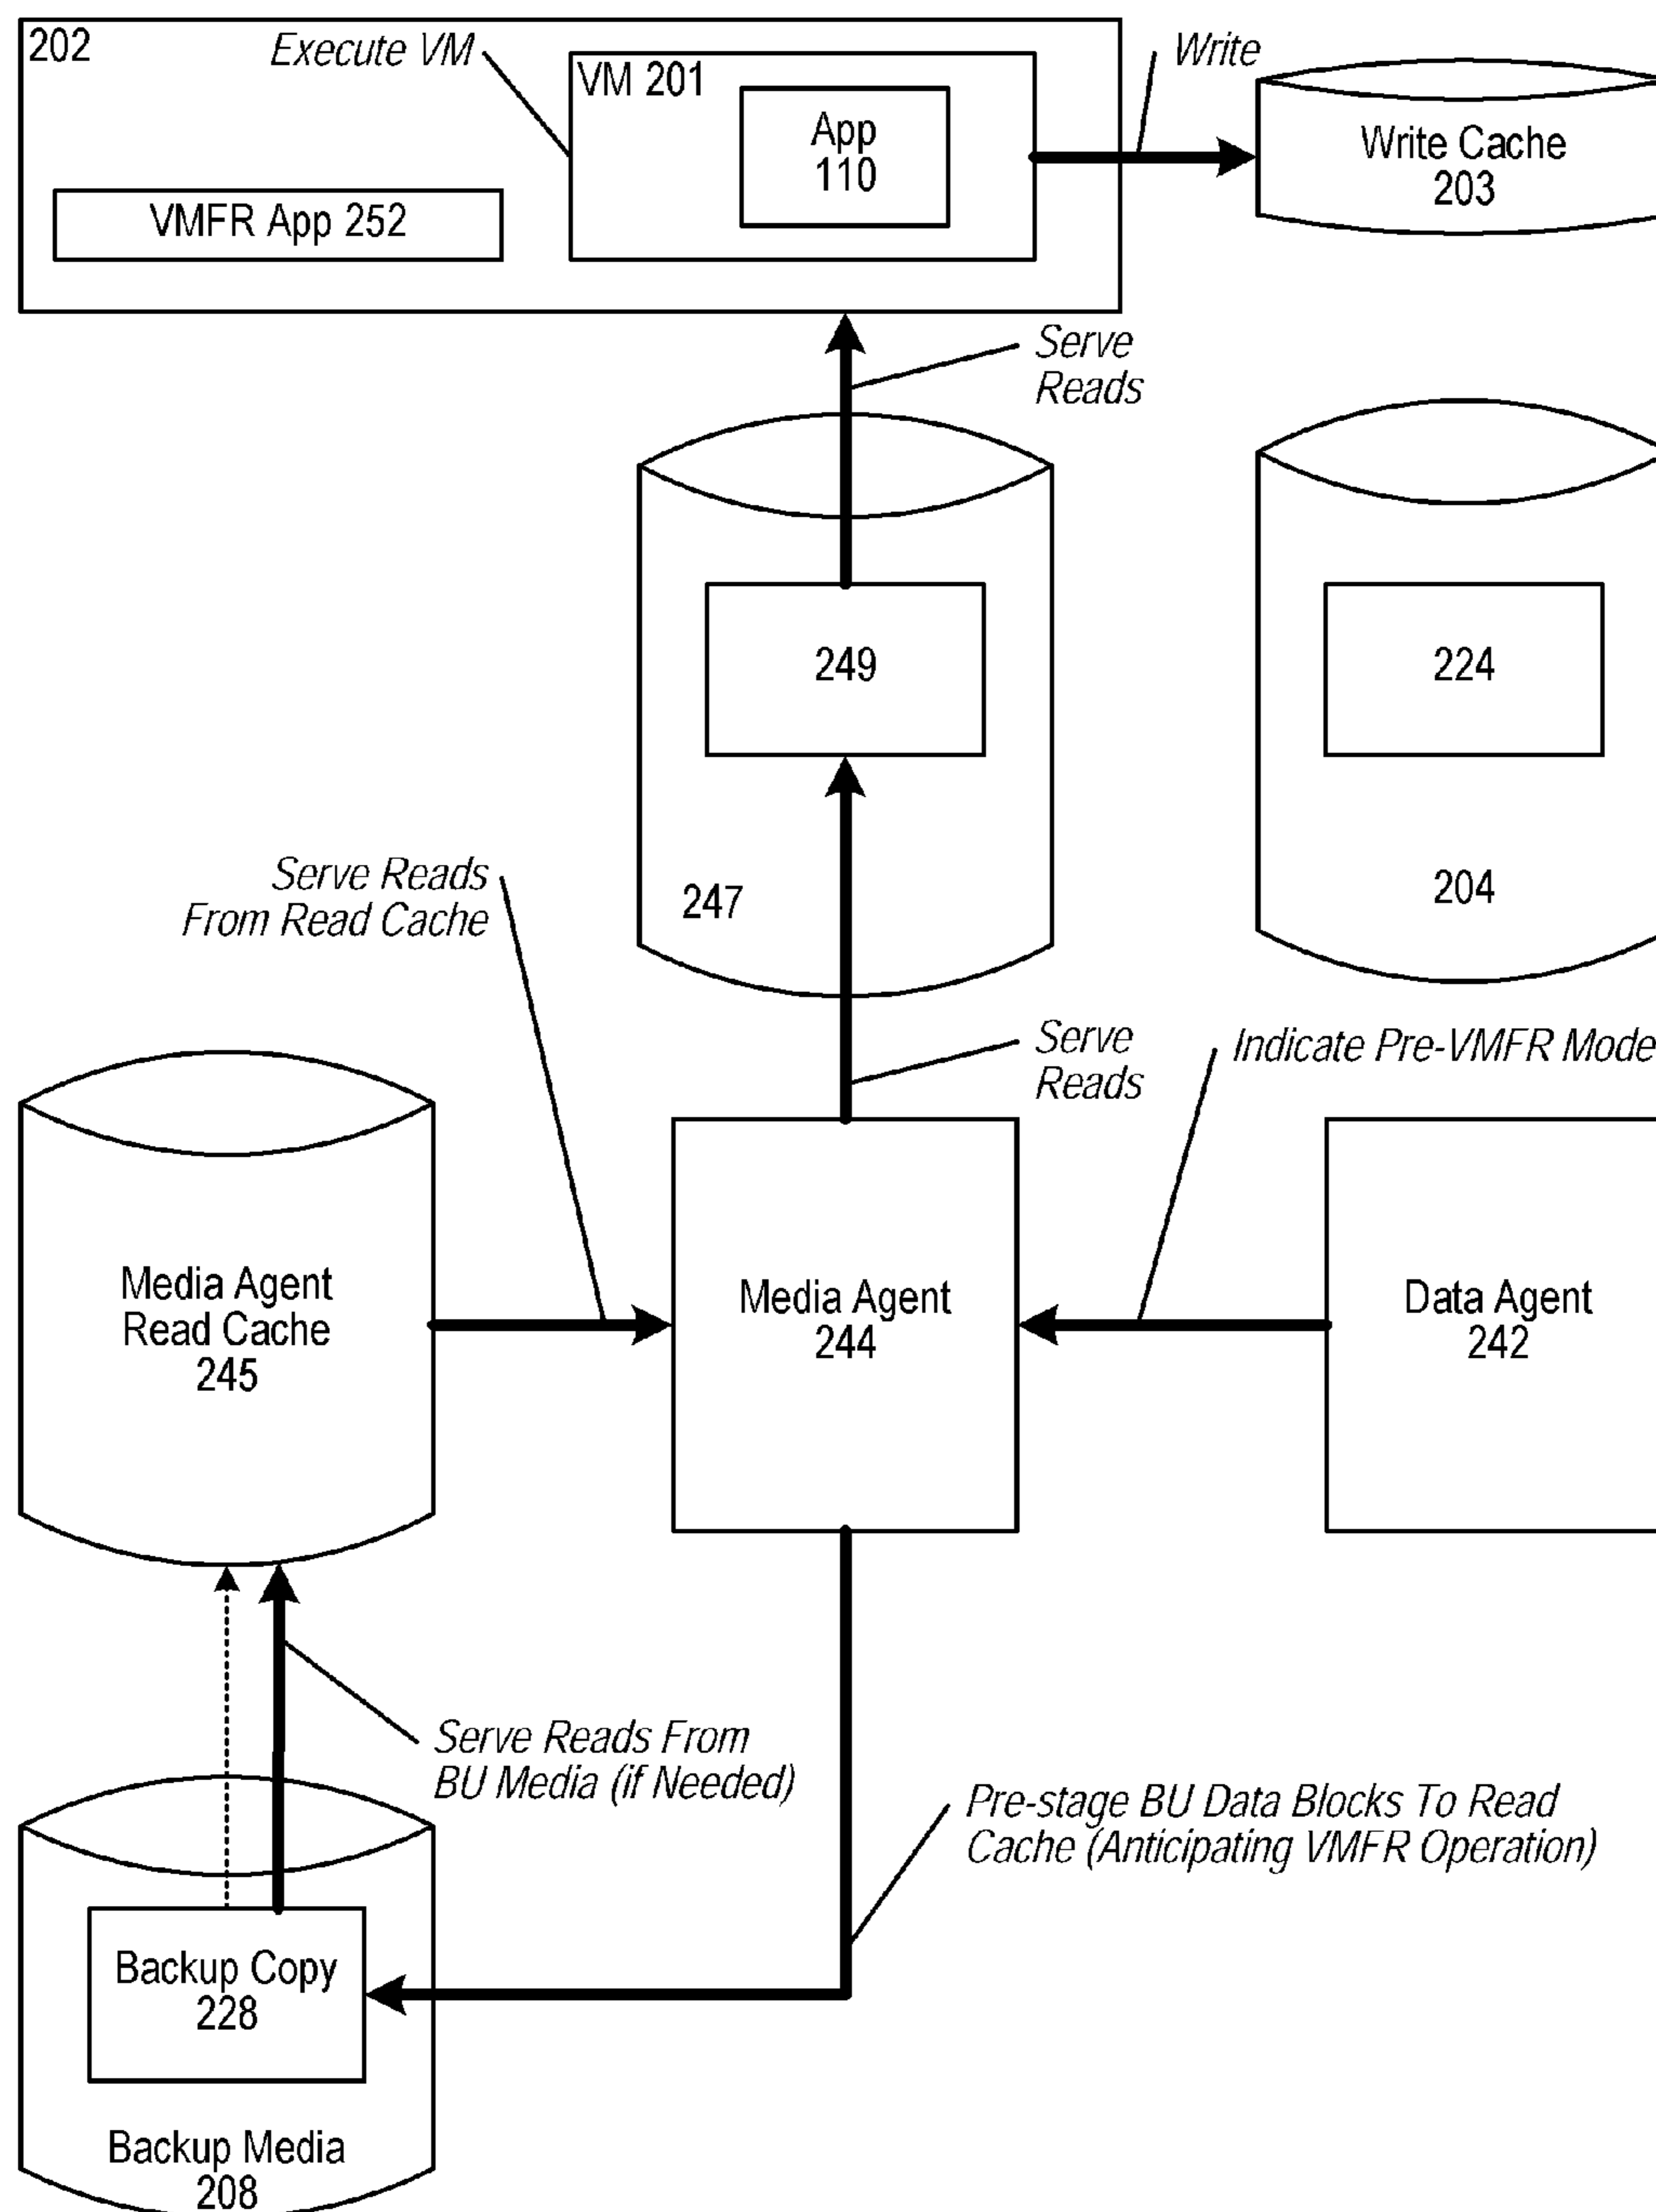 202
Execute VM
VM 201
App
110
VMFR App 252
Write
Write Cache
203
Serve
Reads
249
224
247
204
Serve Reads
From Read Cache
Serve
Reads
Indicate Pre-VMFR Mode
Media Agent
Read Cache
245
Media Agent
244
Data Agent
242
Serve Reads From
BU Media (if Needed)
Pre-stage BU Data Blocks To Read
Cache (Anticipating VMFR Operation)
Backup Copy
228
Backup Media
208